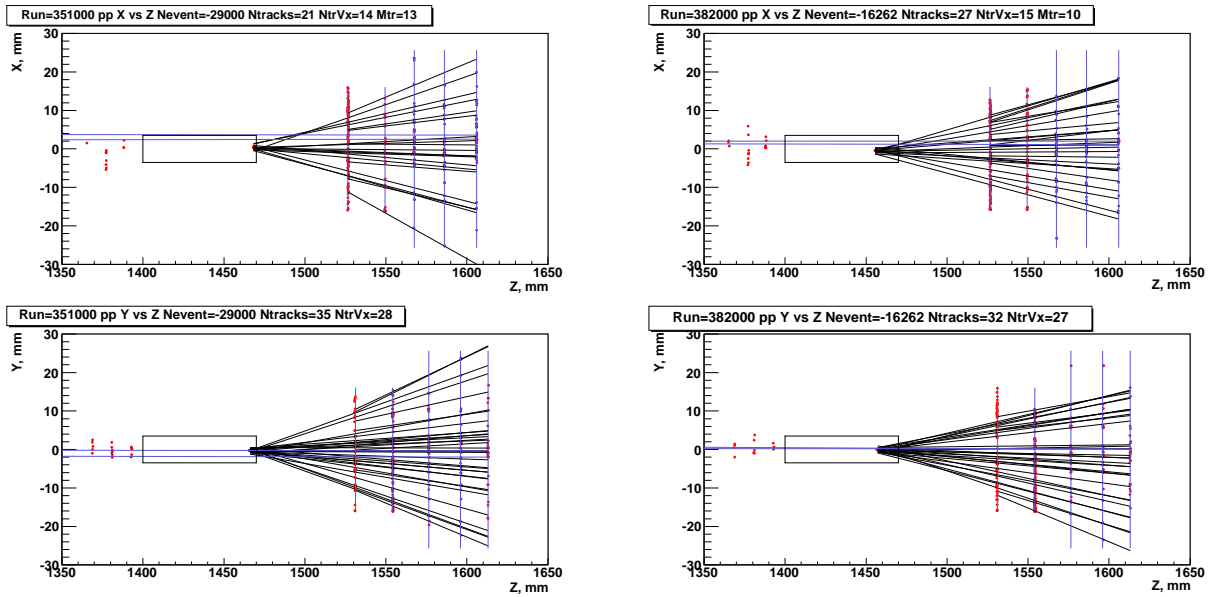 Run=351000 pp X vs Z Nevent=-29000 Ntracks=21 NtrVx=14 Mtr=13
X, mm
30
20
10
0
-10
-20
-30
1350 1400 1450 1500 1550 1600 1650
Z, mm
Run=382000 pp X vs Z Nevent=-16262 Ntracks=27 NtrVx=15 Mtr=10
X, mm
30
20
10
0
-10
-20
-30
1350 1400 1450 1500 1550 1600 1650
Z, mm
Run=351000 pp Y vs Z Nevent=-29000 Ntracks=35 NtrVx=28
Y, mm
30
20
10
0
-10
-20
-30
1350 1400 1450 1500 1550 1600 1650
Z, mm
Run=382000 pp Y vs Z Nevent=-16262 Ntracks=32 NtrVx=27
Y, mm
30
20
10
0
-10
-20
-30
1350 1400 1450 1500 1550 1600 1650
Z, mm